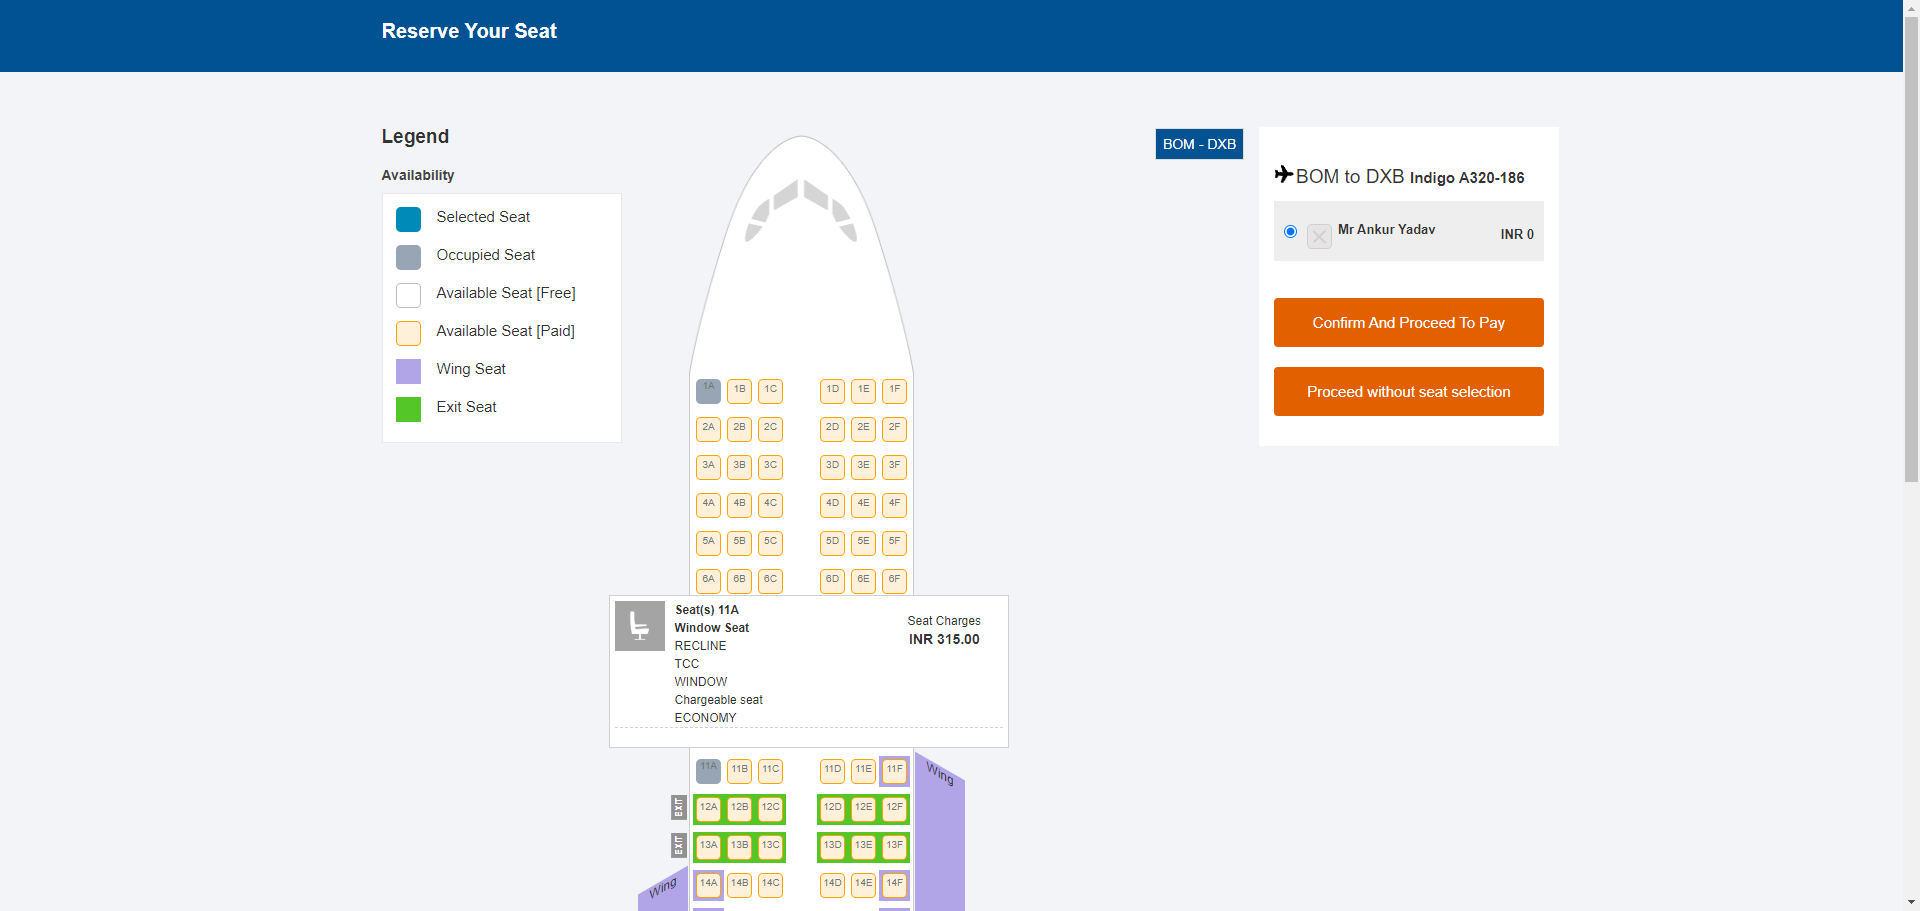 Reserve Your Seat
Legend
Availability
Selected Seat
Occupied Seat
Available Seat [Free]
Available Seat [Paid]
Wing Seat
Exit Seat
1A 1B 1C 1D 1E 1F
2A 2B 2C 2D 2E 2F
3A 3B 3C 3D 3E 3F
4A 4B 4C 4D 4E 4F
5A 5B 5C 5D 5E 5F
6A 6B 6C 6D 6E 6F
Seat(s) 11A
Window Seat
RECLINE
TCC
WINDOW
Chargeable seat
ECONOMY
Seat Charges
INR 315.00
11A 11B 11C 11D 11E 11F Wing
EXIT 12A 12B 12C 12D 12E 12F
EXIT 13A 13B 13C 13D 13E 13F
Wing 14A 14B 14C 14D 14E 14F
BOM - DXB
BOM to DXB Indigo A320-186
Mr Ankur Yadav INR 0
Confirm And Proceed To Pay
Proceed without seat selection